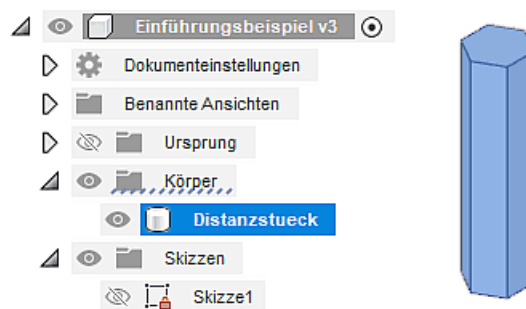 Einführungsbeispiel v3
Dokumenteinstellungen
Benannte Ansichten
Ursprung
Körper
Distanzstueck
Skizzen
Skizze1